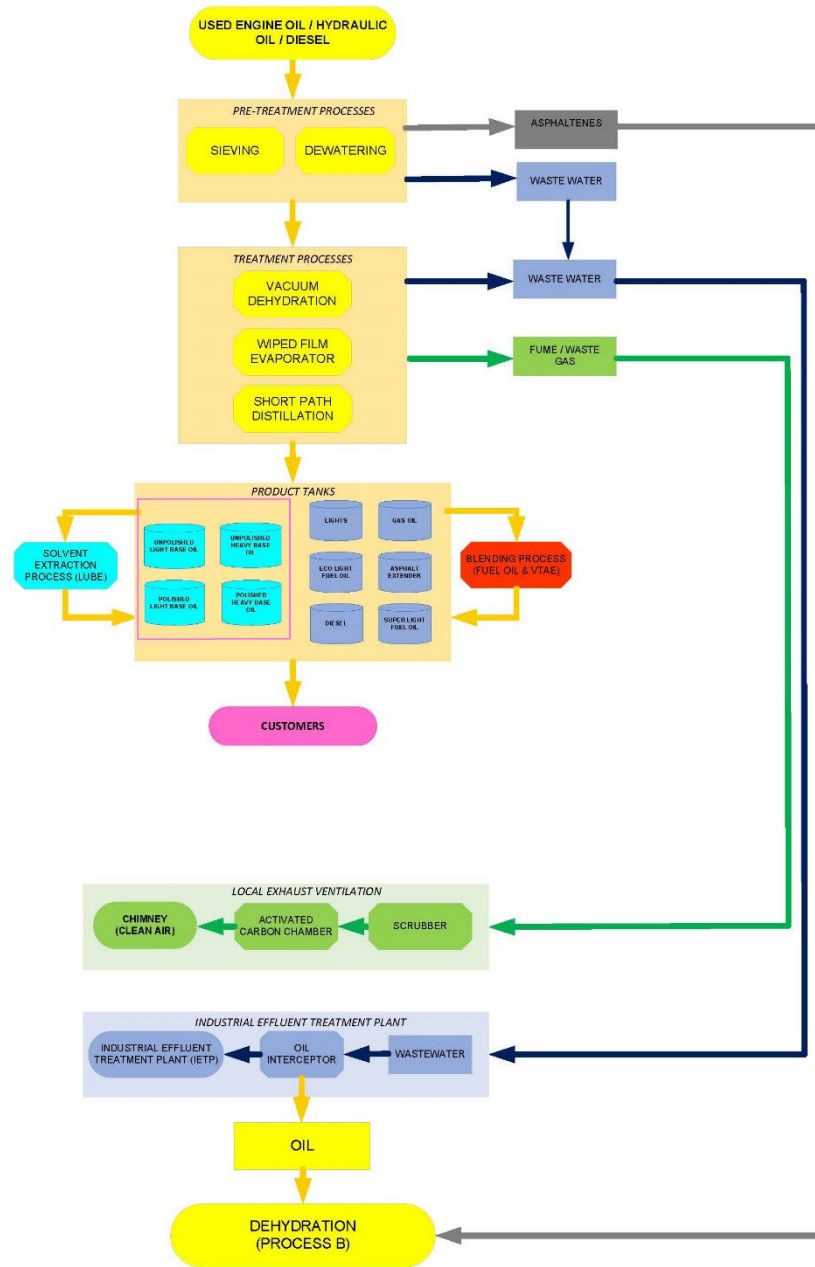 USED ENGINE OIL / HYDRAULIC
OIL / DIESEL
PRE-TREATMENT PROCESSES
SIEVING
DEWATERING
ASPHALTENES
WASTE WATER
TREATMENT PROCESSES
VACUUM
DEHYDRATION
WASTE WATER
WIPED FILM
EVAPORATOR
FUME / WASTE
GAS
SHORT PATH
DISTILLATION
PRODUCT TANKS
SOLVENT
EXTRACTION
PROCESS (LUBE)
UNPOLISHED
LIGHT BASE OIL
UNPOLISHED
HEAVY BASE
OIL
POLISHED
LIGHT BASE OIL
POLISHED
HEAVY BASE
OIL
LIGHTS
GAS OIL
ECO LIGHT
FUEL OIL
ASPHALT
EXTENDER
DIESEL
SUPER LIGHT
FUEL OIL
BLENDING PROCESS
(FUEL OIL & VTAE)
CUSTOMERS
LOCAL EXHAUST VENTILATION
CHIMNEY
(CLEAN AIR)
ACTIVATED
CARBON CHAMBER
SCRUBBER
INDUSTRIAL EFFLUENT TREATMENT PLANT
INDUSTRIAL EFFLUENT
TREATMENT PLANT (IETP)
OIL
INTERCEPTOR
WASTEWATER
OIL
DEHYDRATION
(PROCESS B)